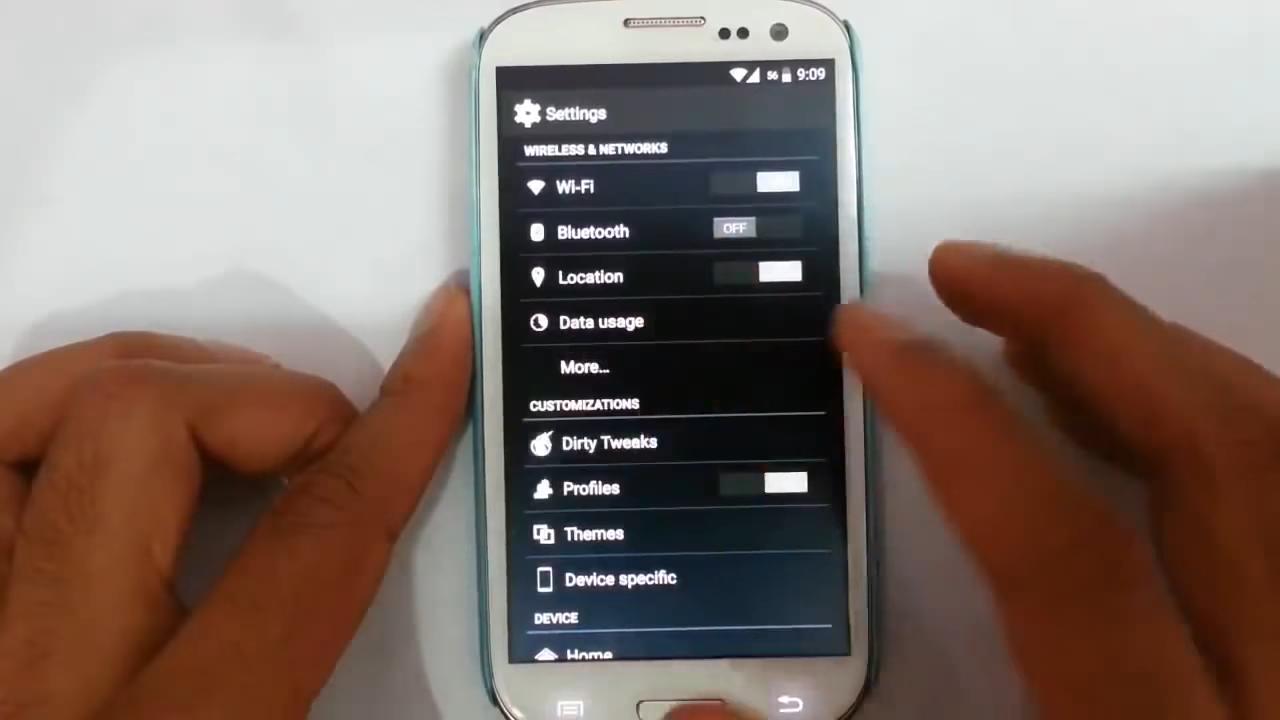 56 9:09
Settings
WIRELESS & NETWORKS
Wi-Fi
Bluetooth OFF
Location
Data usage
More...
CUSTOMIZATIONS
Dirty Tweaks
Profiles
Themes
Device specific
DEVICE
Home